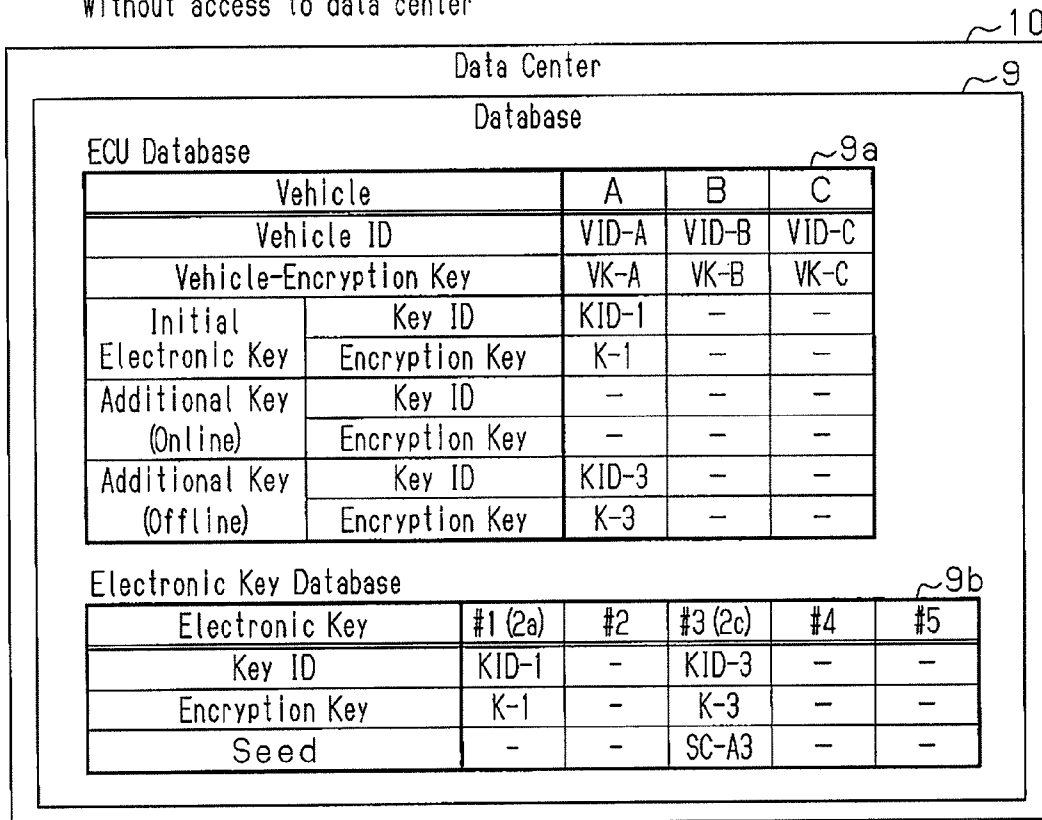 Without access to data center
10
Data Center
9
Database
ECU Database
9a
Vehicle A B C
Vehicle ID VID-A VID-B VID-C
Vehicle-Encryption Key VK-A VK-B VK-C
Initial Electronic Key Key ID KID-1 - -
Encryption Key K-1 - -
Additional Key (Online) Key ID - - -
Encryption Key - - -
Additional Key (Offline) Key ID KID-3 - -
Encryption Key K-3 - -
Electronic Key Database
9b
Electronic Key #1 (2a) #2 #3 (2c) #4 #5
Key ID KID-1 - KID-3 - -
Encryption Key K-1 - K-3 - -
Seed - - SC-A3 - -